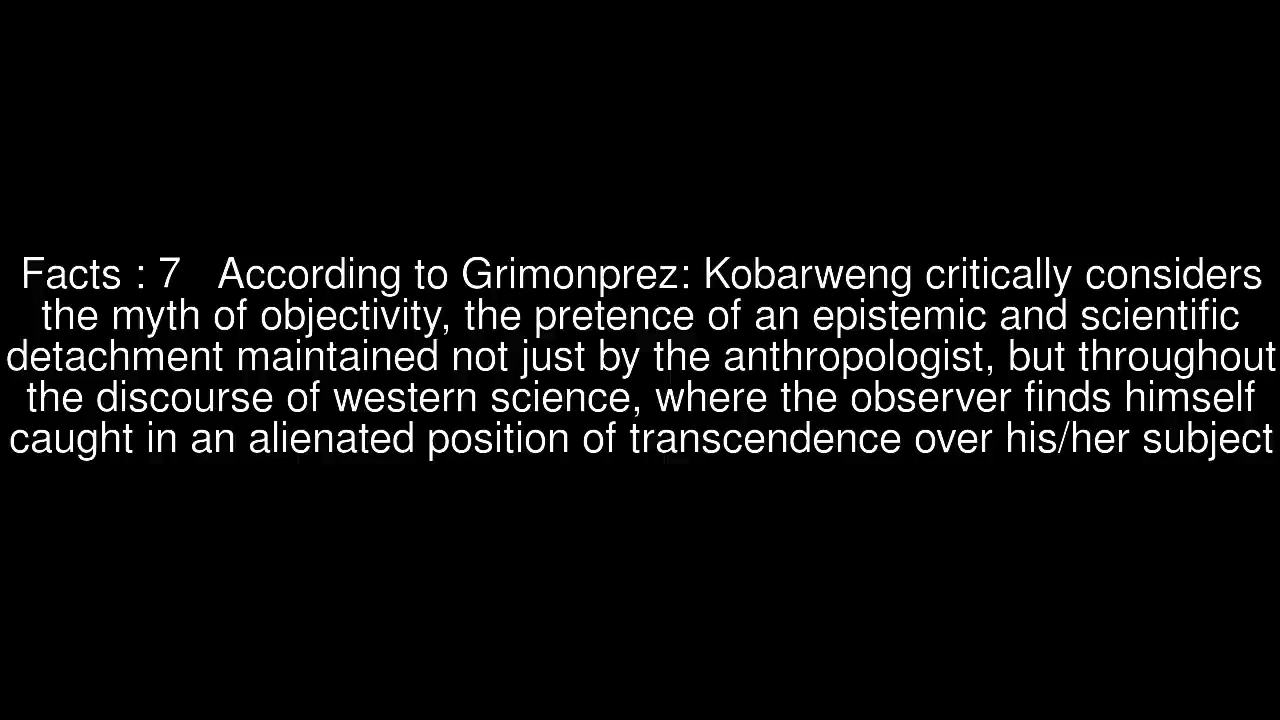 Facts : 7   According to Grimonprez: Kobarweng critically considers
the myth of objectivity, the pretence of an epistemic and scientific
detachment maintained not just by the anthropologist, but throughout
the discourse of western science, where the observer finds himself
caught in an alienated position of transcendence over his/her subject